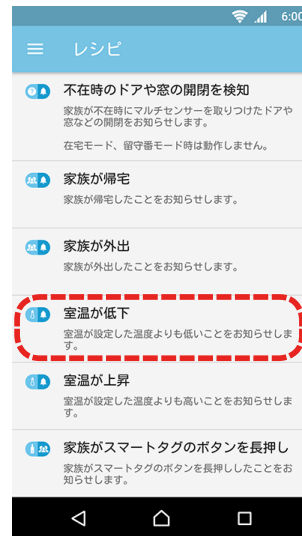 6:00
レシピ
不在時のドアや窓の開閉を検知
家族が不在時にマルチセンサーを取りつけたドアや
窓などの開閉をお知らせします。
在宅モード、留守番モード時は動作しません。
家族が帰宅
家族が帰宅したことをお知らせします。
家族が外出
家族が外出したことをお知らせします。
室温が低下
室温が設定した温度よりも低いことをお知らせしま
す。
室温が上昇
室温が設定した温度よりも高いことをお知らせしま
す。
家族がスマートタグのボタンを長押し
家族がスマートタグのボタンを長押ししたことをお
知らせします。